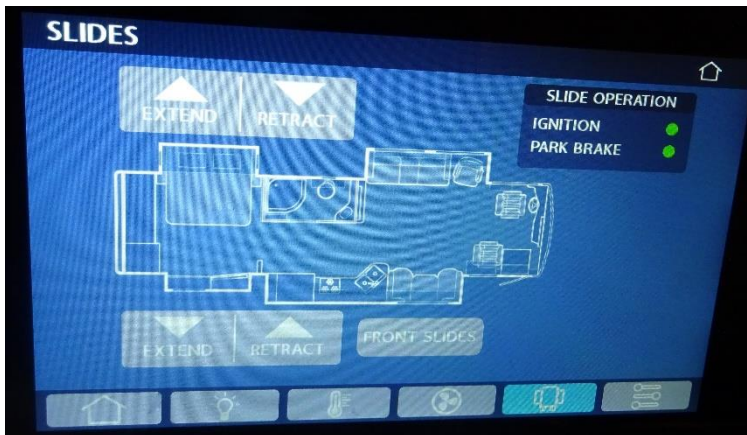 SLIDES
EXTEND
RETRACT
SLIDE OPERATION
IGNITION
PARK BRAKE
EXTEND
RETRACT
FRONT SLIDES
°F